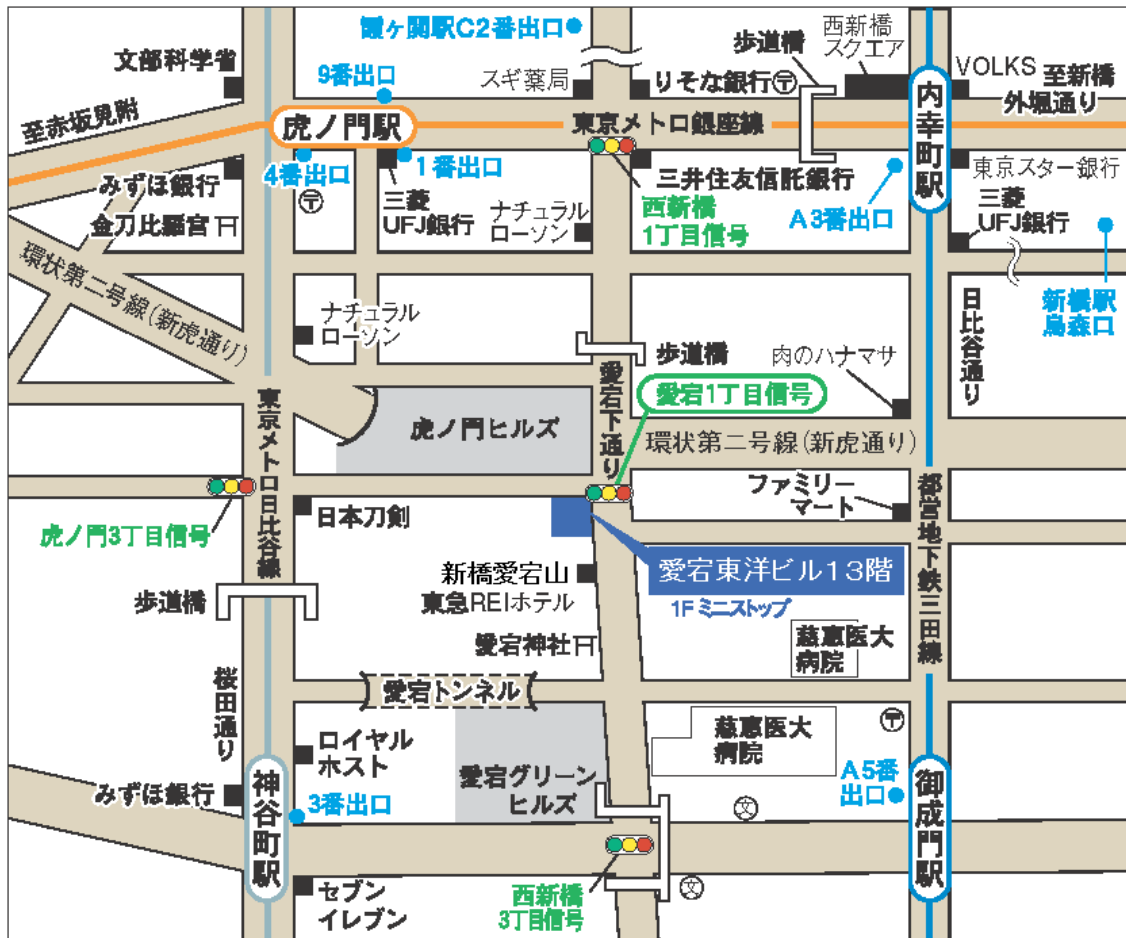 霞ヶ関駅C2番出口
文部科学省
9番出口
スギ薬局
りそな銀行〒
歩道橋
西新橋
スクエア
VOLKS
至新橋
外堀通り
至赤坂見附
虎ノ門駅
東京メトロ銀座線
内幸町駅
みずほ銀行
4番出口
〒
1番出口
三菱
UFJ銀行
三井住友信託銀行
東京スター銀行
金刀比羅宮
ナチュラル
ローソン
西新橋
1丁目信号
A3番出口
三菱
UFJ銀行
環状第二号線(新虎通り)
ナチュラル
ローソン
歩道橋
肉のハナマサ
日比谷通り
新橋駅
烏森口
愛宕下通り
愛宕1丁目信号
東京メトロ日比谷線
虎ノ門ヒルズ
環状第二号線(新虎通り)
虎ノ門3丁目信号
日本刀剣
ファミリー
マート
都営地下鉄三田線
新橋愛宕山
東急REIホテル
愛宕東洋ビル13階
1Fミニストップ
歩道橋
愛宕神社
慈恵医大
病院
桜田通り
愛宕トンネル
〒
ロイヤル
ホスト
慈恵医大
病院
みずほ銀行
神谷町駅
3番出口
愛宕グリーン
ヒルズ
文
A5番
出口
御成門駅
セブン
イレブン
西新橋
3丁目信号
文